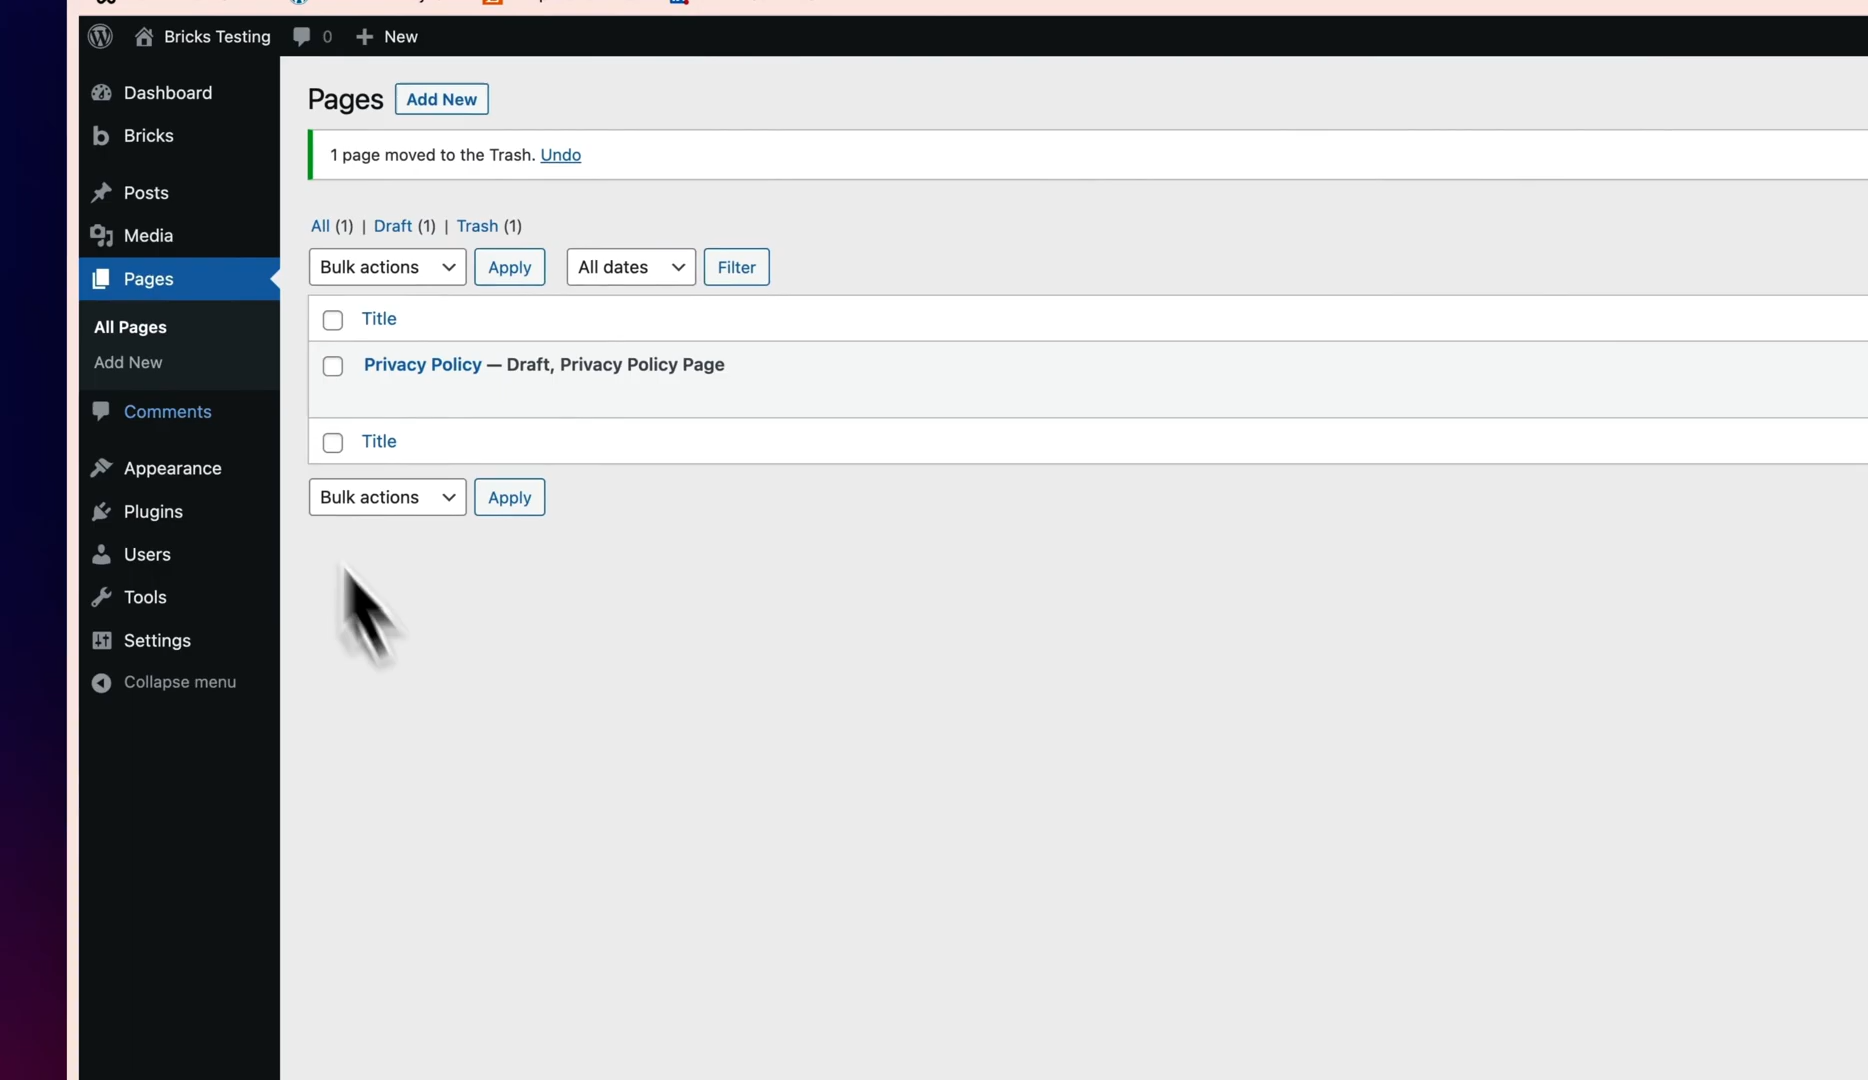 Bricks Testing 0 New
Dashboard
Bricks
Posts
Media
Pages
All Pages
Add New
Comments
Appearance
Plugins
Users
Tools
Settings
Collapse menu
Pages Add New
1 page moved to the Trash. Undo
All (1) | Draft (1) | Trash (1)
Bulk actions Apply All dates Filter
Title
Privacy Policy — Draft, Privacy Policy Page
Title
Bulk actions Apply